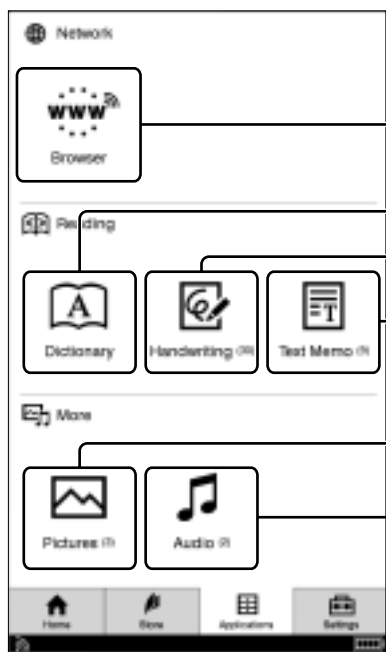 Network
www
Browser
Reading
A
T
Dictionary Handwriting Text Memo
More
Pictures Audio
Home Store Applications Settings